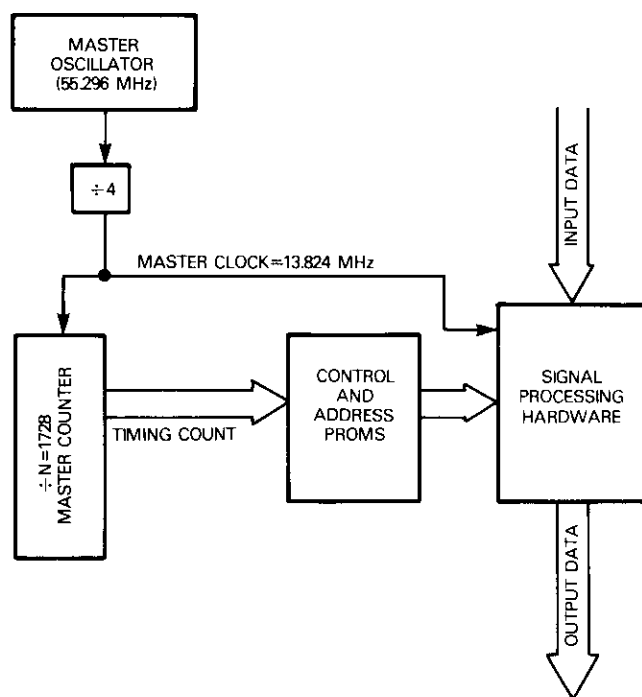 MASTER
OSCILLATOR
(55.296 MHz)
÷4
MASTER CLOCK=13.824 MHz
INPUT DATA
÷N=1728
MASTER COUNTER
TIMING COUNT
CONTROL
AND
ADDRESS
PROMS
SIGNAL
PROCESSING
HARDWARE
OUTPUT DATA